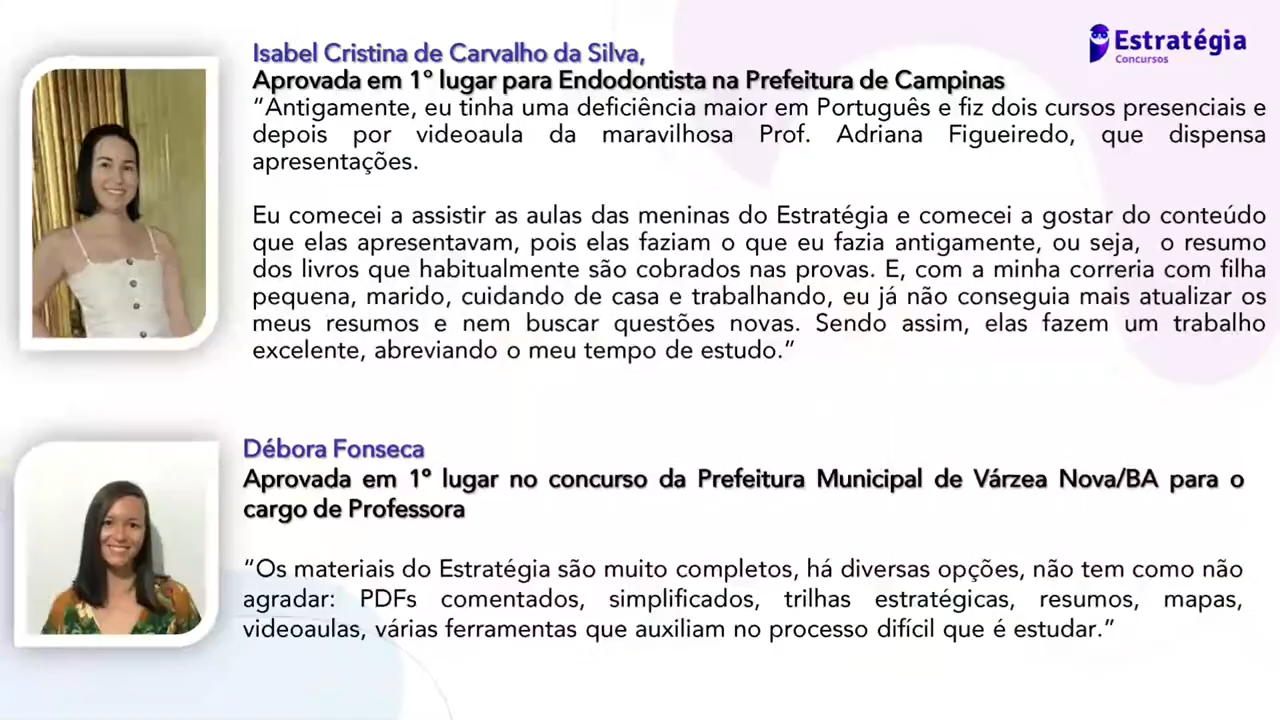 Estratégia
Concursos
Isabel Cristina de Carvalho da Silva,
Aprovada em 1º lugar para Endodontista na Prefeitura de Campinas
“Antigamente, eu tinha uma deficiência maior em Português e fiz dois cursos presenciais e
depois por videoaula da maravilhosa Prof. Adriana Figueiredo, que dispensa
apresentações.
Eu comecei a assistir as aulas das meninas do Estratégia e comecei a gostar do conteúdo
que elas apresentavam, pois elas faziam o que eu fazia antigamente, ou seja, o resumo
dos livros que habitualmente são cobrados nas provas. E, com a minha correria com filha
pequena, marido, cuidando de casa e trabalhando, eu já não conseguia mais atualizar os
meus resumos e nem buscar questões novas. Sendo assim, elas fazem um trabalho
excelente, abreviando o meu tempo de estudo.”
Débora Fonseca
Aprovada em 1º lugar no concurso da Prefeitura Municipal de Várzea Nova/BA para o
cargo de Professora
“Os materiais do Estratégia são muito completos, há diversas opções, não tem como não
agradar: PDFs comentados, simplificados, trilhas estratégicas, resumos, mapas,
videoaulas, várias ferramentas que auxiliam no processo difícil que é estudar.”